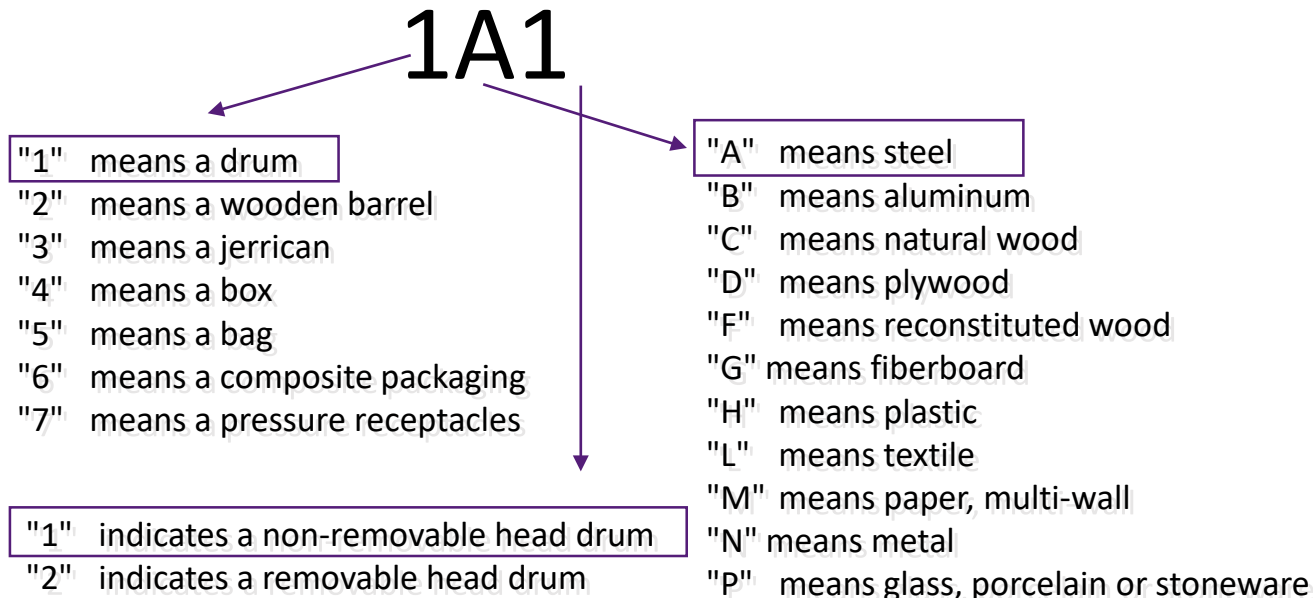 1A1
"1" means a drum
"2" means a wooden barrel
"3" means a jerrican
"4" means a box
"5" means a bag
"6" means a composite packaging
"7" means a pressure receptacles
"1" indicates a non-removable head drum
"2" indicates a removable head drum
"A" means steel
"B" means aluminum
"C" means natural wood
"D" means plywood
"F" means reconstituted wood
"G" means fiberboard
"H" means plastic
"L" means textile
"M" means paper, multi-wall
"N" means metal
"P" means glass, porcelain or stoneware